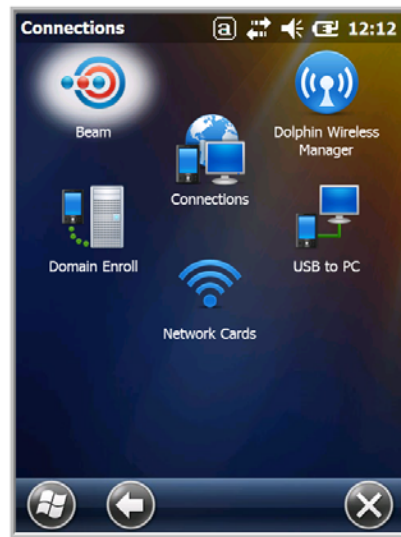 Connections
a
12:12
Beam
Dolphin Wireless
Manager
Connections
Domain Enroll
USB to PC
Network Cards